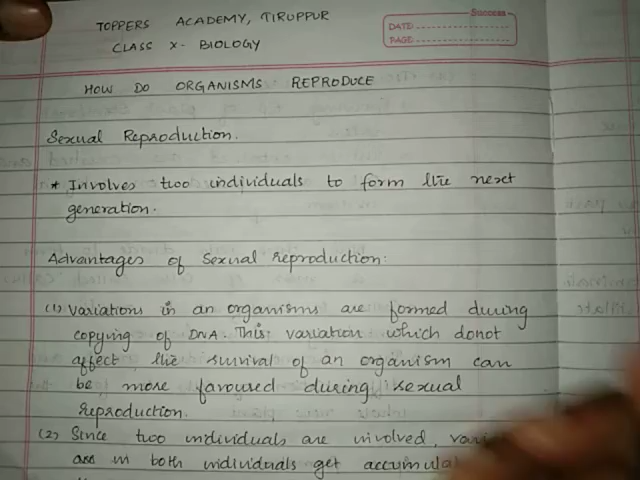 TOPPERS ACADEMY, TIRUPPUR
CLASS X - BIOLOGY
Success
DATE
PAGE
HOW DO ORGANISMS REPRODUCE
Sexual Reproduction.
* Involves two individuals to form the next
generation.
Advantages of Sexual reproduction:
(1) Variations in an organisms are formed during
copying of DNA. This variation which donot
affect the survival of an organism can
be more favoured during sexual
reproduction.
(2) Since two individuals are involved,
are in both individuals get